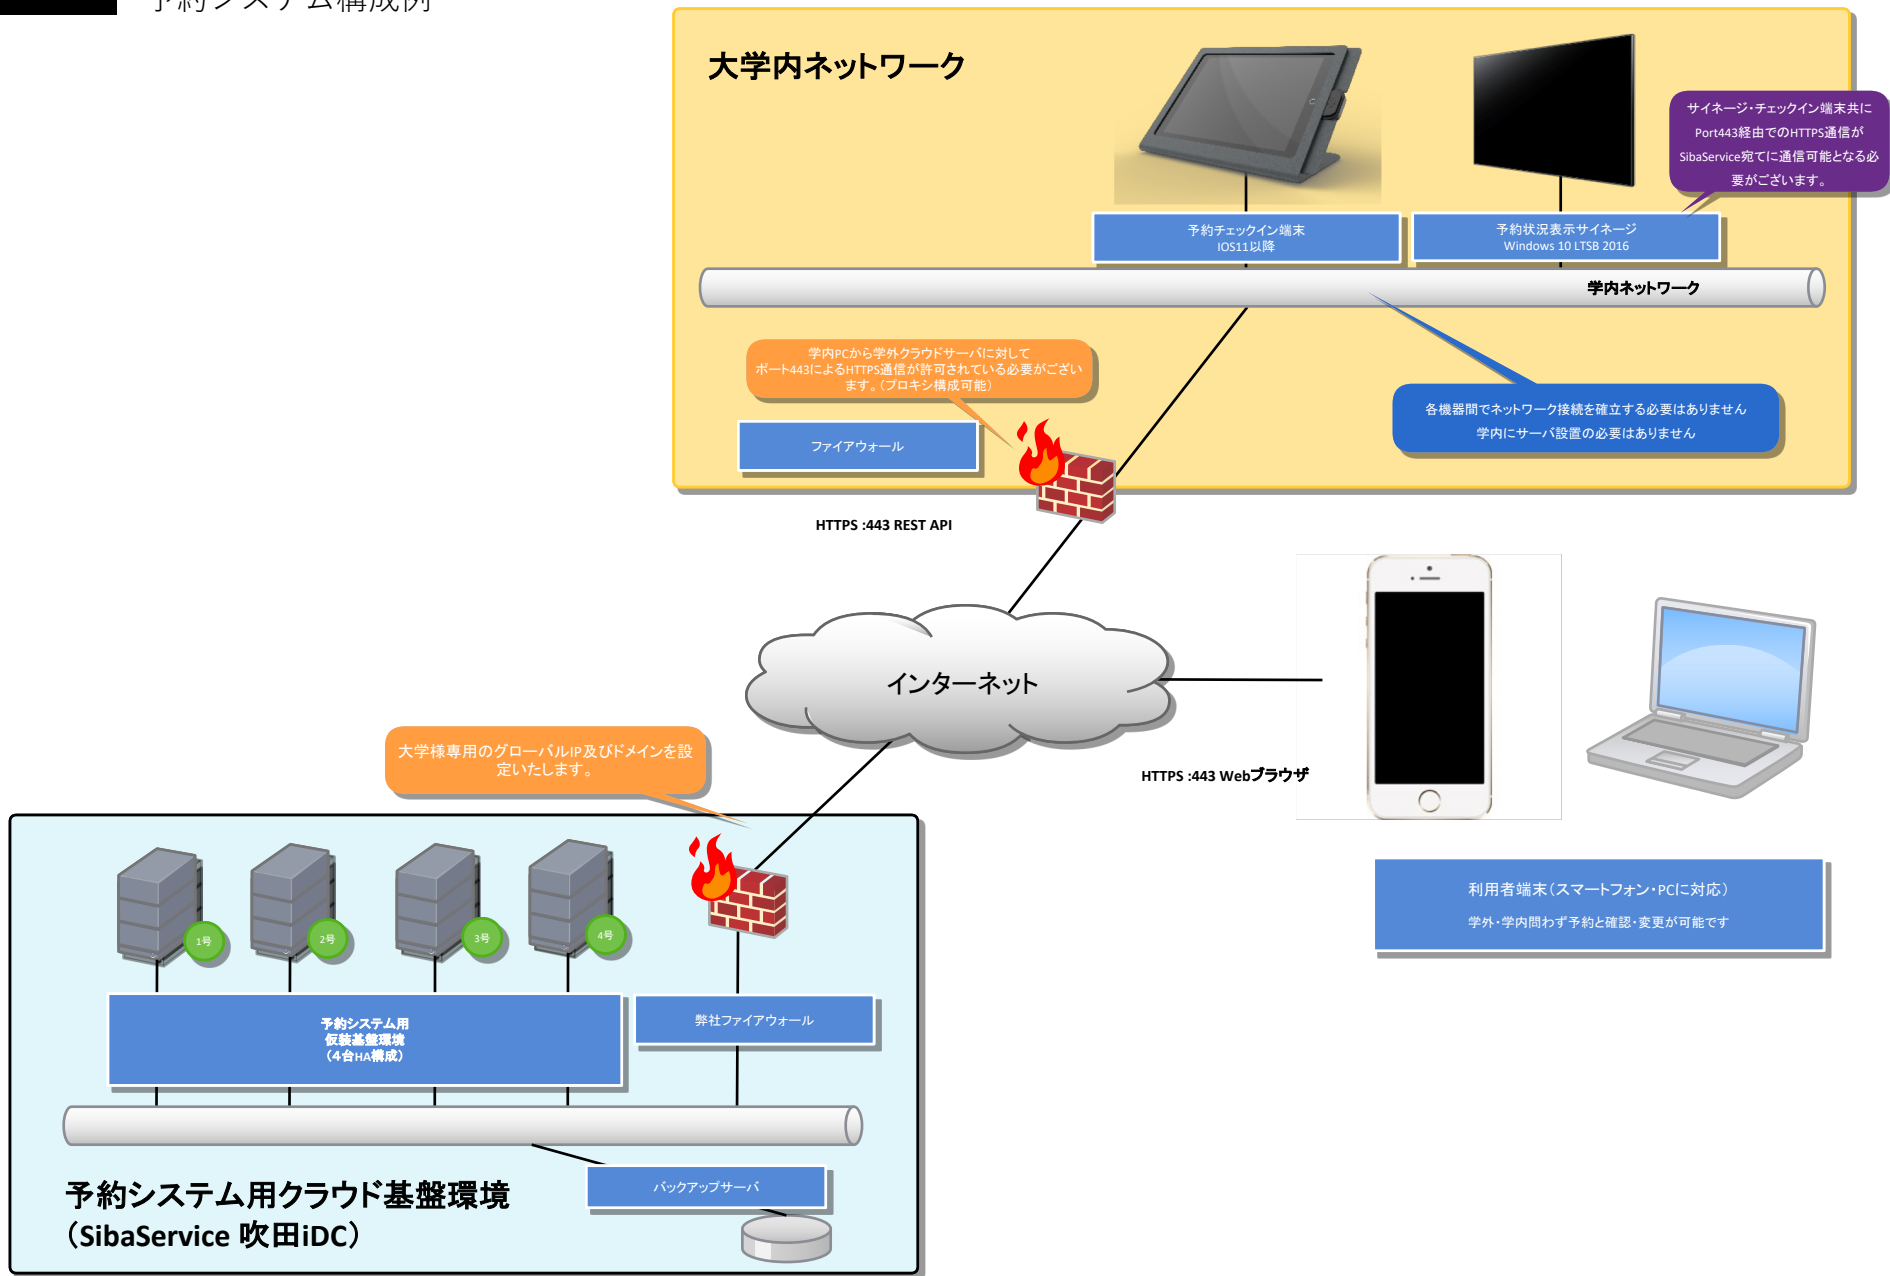 予約システム構成例
大学内ネットワーク
サイネージ・チェックイン端末共に
Port443経由でのHTTPS通信が
SibaService宛てに通信可能となる必
要がございます。
予約チェックイン端末
IOS11以降
予約状況表示サイネージ
Windows 10 LTSB 2016
学内ネットワーク
学内PCから学外クラウドサーバに対して
ポート443によるHTTPS通信が許可されている必要がござい
ます。（プロキシ構成可能）
各機器間でネットワーク接続を確立する必要はありません
学内にサーバ設置の必要はありません
ファイアウォール
HTTPS :443 REST API
インターネット
HTTPS :443 Webブラウザ
大学様専用のグローバルIP及びドメインを設
定いたします。
利用者端末（スマートフォン・PCに対応）
学外・学内問わず予約と確認・変更が可能です
1号
2号
3号
4号
予約システム用
仮装基盤環境
（４台HA構成）
弊社ファイアウォール
バックアップサーバ
予約システム用クラウド基盤環境
（SibaService 吹田iDC）